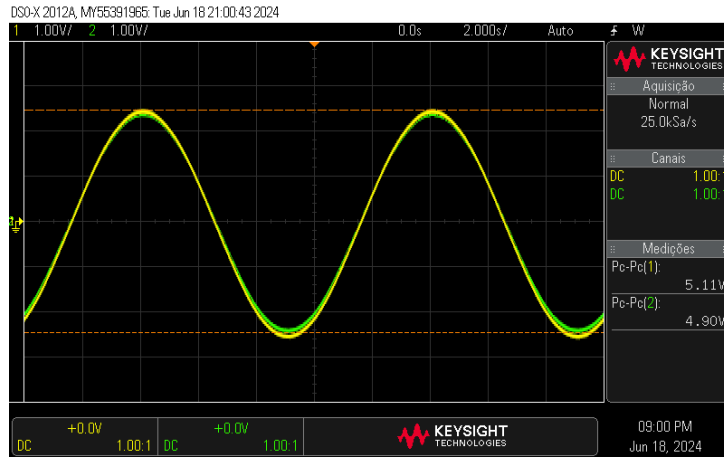 DSO-X 2012A, MY55391965: Tue Jun 18 21:00:43 2024
1 1.00V/ 2 1.00V/ 0.0s 2.000s/ Auto W
KEYSIGHT
TECHNOLOGIES
Aquisição
Normal
25.0kSa/s
Canais
DC 1.00:1
DC 1.00:1
Medições
Pc-Pc(1):
5.11V
Pc-Pc(2):
4.90V
+0.0V +0.0V
DC 1.00:1 DC 1.00:1
KEYSIGHT
TECHNOLOGIES
09:00 PM
Jun 18, 2024